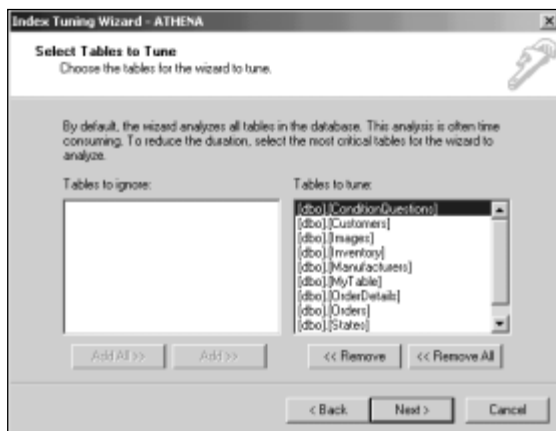 Index Tuning Wizard - ATHENA
Select Tables to Tune
Choose the tables for the wizard to tune.
By default, the wizard analyzes all tables in the database. This analysis is often time
consuming. To reduce the duration, select the most critical tables for the wizard to
analyze.
Tables to ignore:
Tables to tune:
[dbo].[ConditionQuestions]
[dbo].[Customers]
[dbo].[Images]
[dbo].[Inventory]
[dbo].[Manufacturers]
[dbo].[MyTable]
[dbo].[OrderDetails]
[dbo].[Orders]
[dbo].[States]
Add All >>
Add >>
<< Remove
<< Remove All
< Back
Next >
Cancel